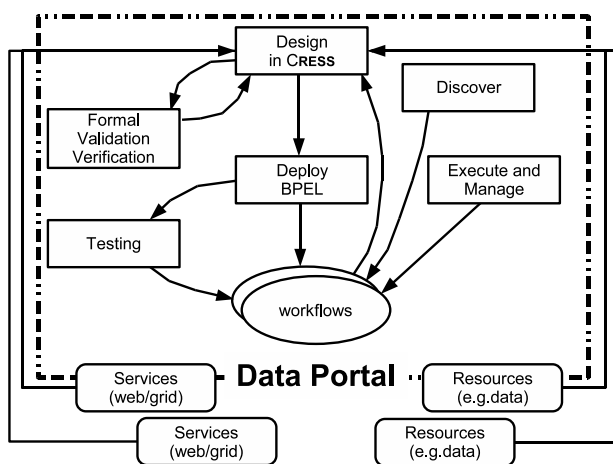 Design
in CRESS
Discover
Formal
Validation
Verification
Deploy
BPEL
Execute and
Manage
Testing
workflows
Data Portal
Services
(web/grid)
Resources
(e.g.data)
Services
(web/grid)
Resources
(e.g.data)